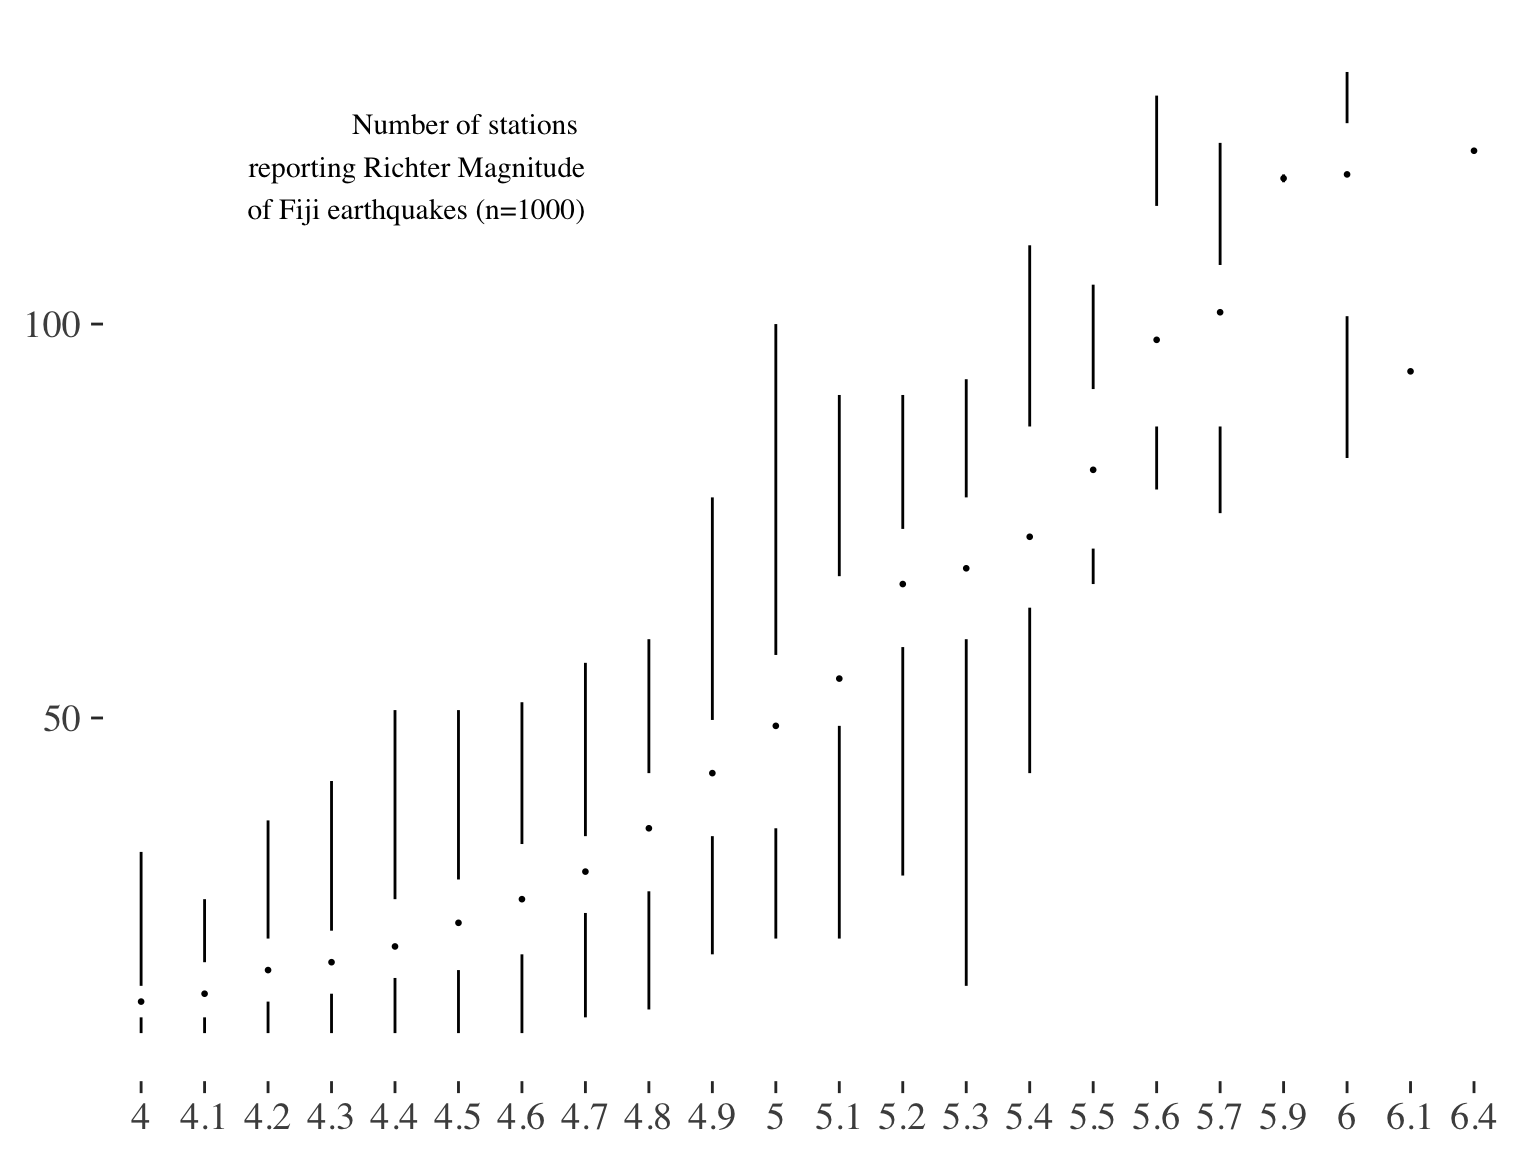 Number of stations
reporting Richter Magnitude
of Fiji earthquakes (n=1000)
100
50
4 4.1 4.2 4.3 4.4 4.5 4.6 4.7 4.8 4.9 5 5.1 5.2 5.3 5.4 5.5 5.6 5.7 5.9 6 6.1 6.4